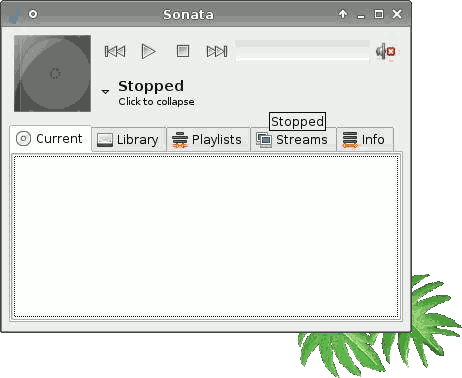 Sonata
Stopped
Click to collapse
Stopped
Current Library Playlists Streams Info